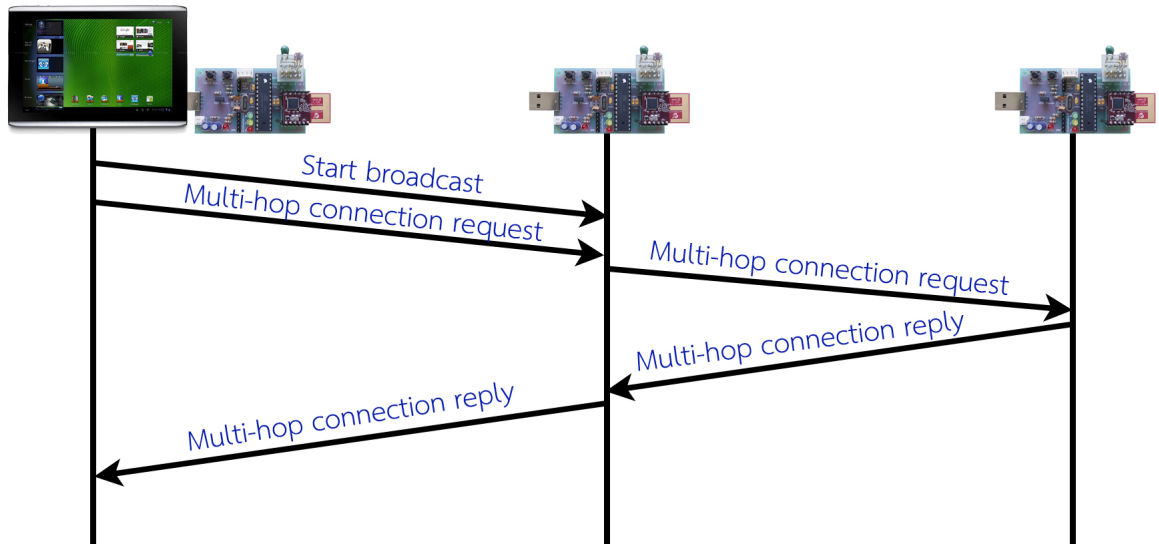 Start broadcast
Multi-hop connection request
Multi-hop connection request
Multi-hop connection reply
Multi-hop connection reply